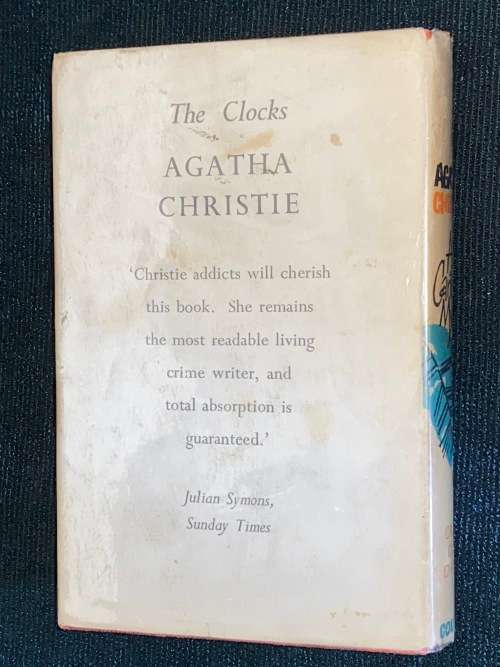 The Clocks
AGATHA
CHRISTIE
'Christie addicts will cherish
this book. She remains
the most readable living
crime writer, and
total absorption is
guaranteed.'
Julian Symons,
Sunday Times